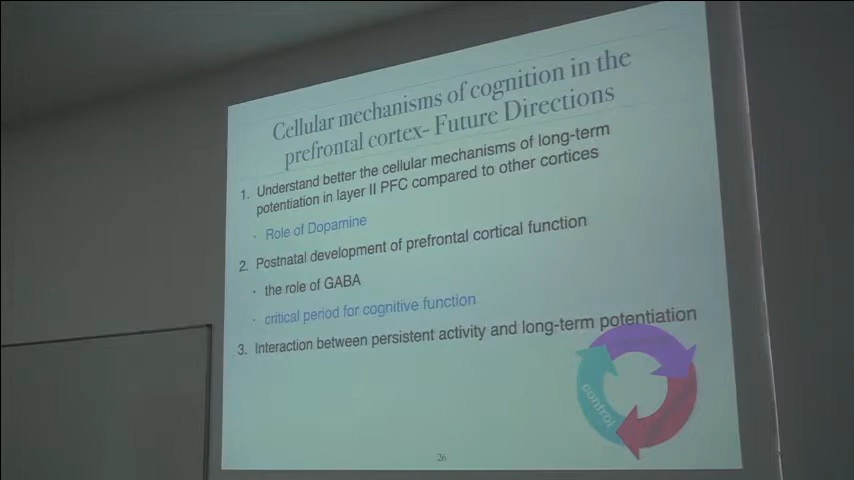 Cellular mechanisms of cognition in the
prefrontal cortex- Future Directions
1. Understand better the cellular mechanisms of long-term
potentiation in layer II PFC compared to other cortices
- Role of Dopamine
2. Postnatal development of prefrontal cortical function
- the role of GABA
- critical period for cognitive function
3. Interaction between persistent activity and long-term potentiation
control
26